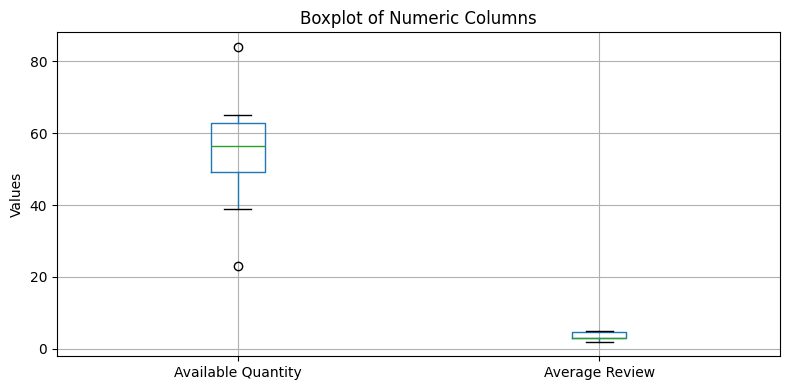 Boxplot of Numeric Columns
Values
80
60
40
20
0
Available Quantity
Average Review